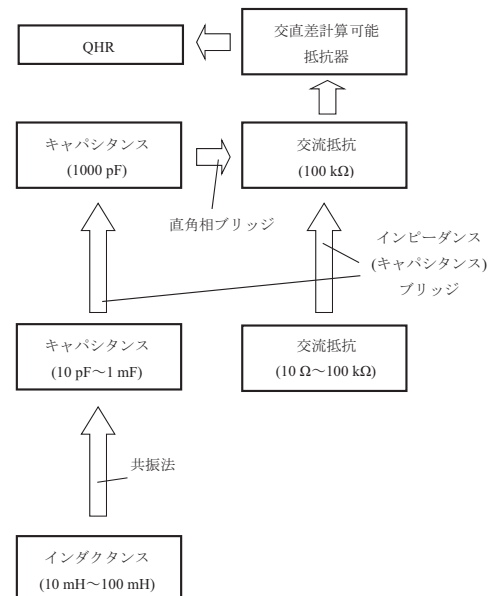 交直差計算可能
抵抗器
QHR
キャパシタンス
(1000 pF)
交流抵抗
(100 kΩ)
直角相ブリッジ
インピーダンス
(キャパシタンス)
ブリッジ
キャパシタンス
(10 pF～1 mF)
交流抵抗
(10 Ω～100 kΩ)
共振法
インダクタンス
(10 mH～100 mH)